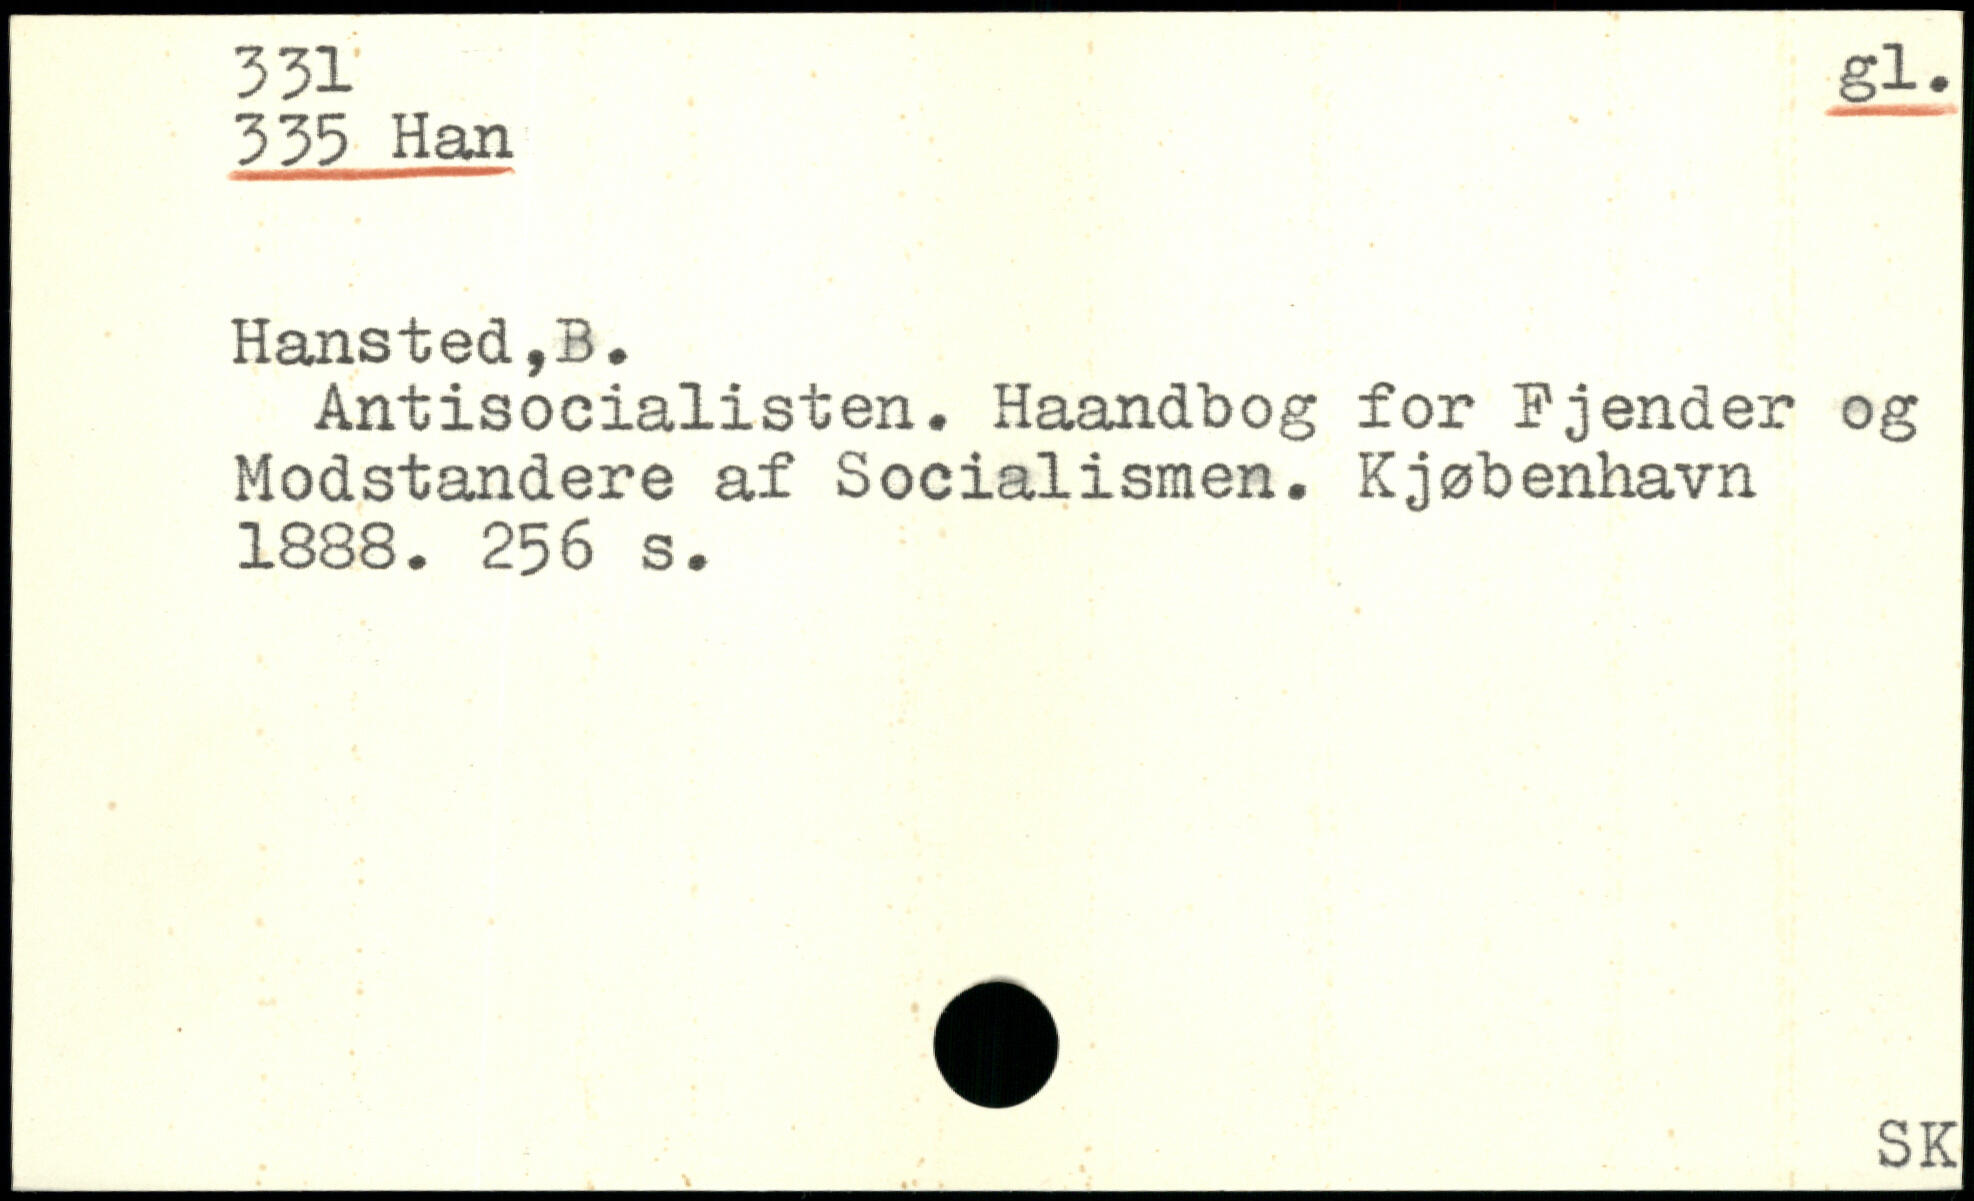 331
gl.
335 Han
Hansted,B.
Antisocialisten. Haandbog for Fjender og
Modstandere af Socialismen. Kjøbenhavn
1888. 256 s.
SK